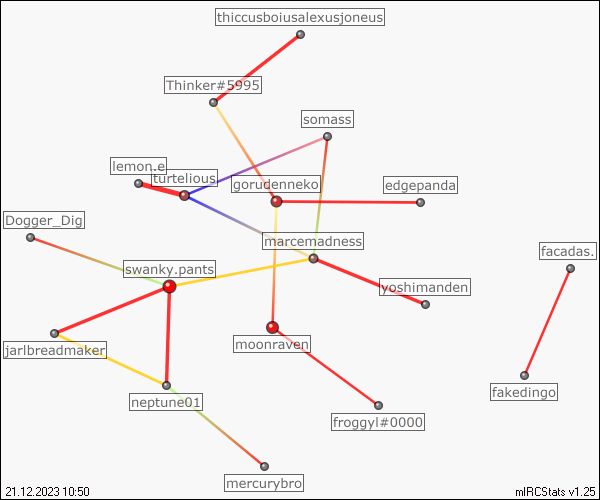 thiccusboiusalexusjoneus
Thinker#5995
somass
lemon.e
turtelious
gorudenneko
edgepanda
Dogger_Dig
marcemadness
facadas.
swanky.pants
yoshimanden
jarlbreadmaker
moonraven
fakedingo
neptune01
froggyl#0000
mercurybro
21.12.2023 10:50
mIRCStats v1.25